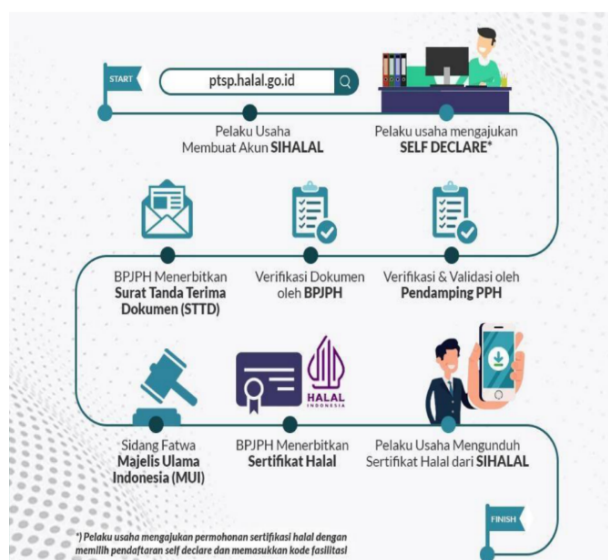 START
ptsp.halal.go.id
Pelaku Usaha
Membuat Akun SIHALAL
Pelaku usaha mengajukan
SELF DECLARE*
Verifikasi & Validasi oleh
Pendamping PPH
Verifikasi Dokumen
oleh BPJPH
BPJPH Menerbitkan
Surat Tanda Terima
Dokumen (STTD)
Sidang Fatwa
Majelis Ulama
Indonesia (MUI)
HALAL
INDONESIA
BPJPH Menerbitkan
Sertifikat Halal
Pelaku Usaha Mengunduh
Sertifikat Halal dari SIHALAL
FINISH
*) Pelaku usaha mengajukan permohonan sertifikasi halal dengan
memilih pendaftaran self declare dan memasukkan kode fasilitasi